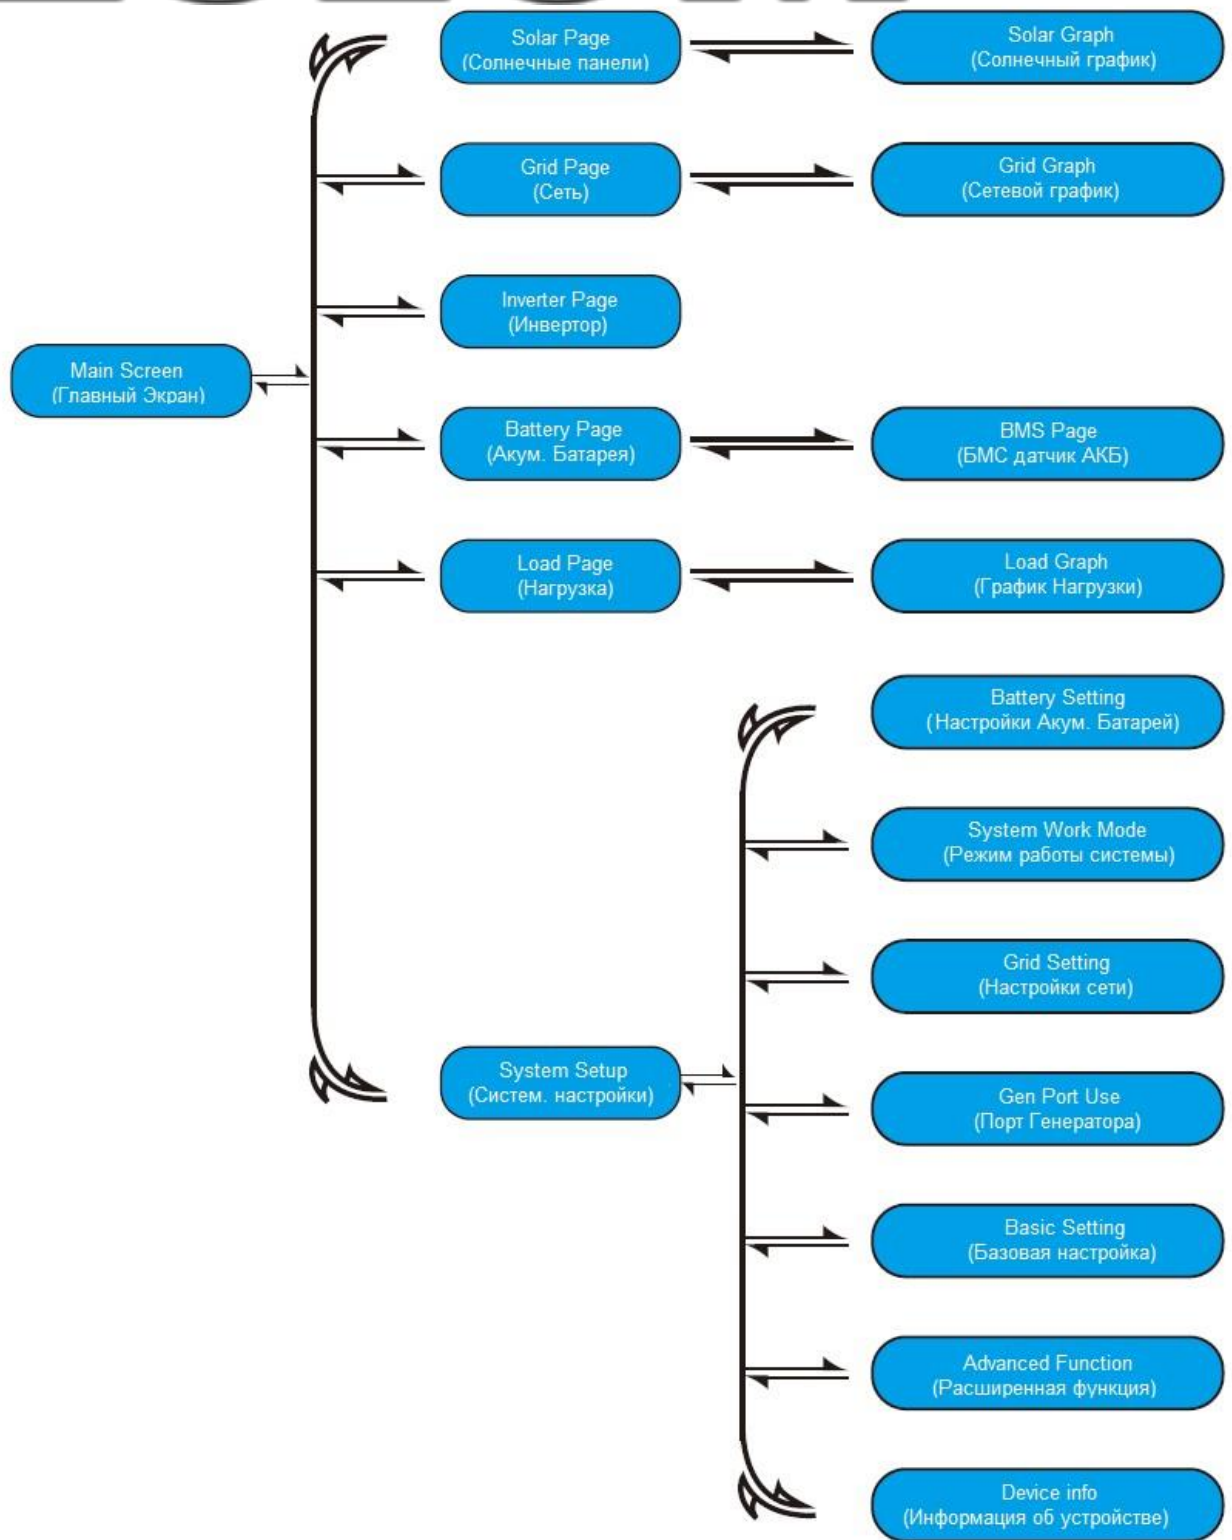 Solar Page
(Солнечные панели)
Solar Graph
(Солнечный график)
Grid Page
(Сеть)
Grid Graph
(Сетевой график)
Inverter Page
(Инвертор)
Main Screen
(Главный Экран)
Battery Page
(Акум. Батарея)
BMS Page
(БМС датчик АКБ)
Load Page
(Нагрузка)
Load Graph
(График Нагрузки)
Battery Setting
(Настройки Акум. Батарей)
System Work Mode
(Режим работы системы)
Grid Setting
(Настройки сети)
System Setup
(Систем. настройки)
Gen Port Use
(Порт Генератора)
Basic Setting
(Базовая настройка)
Advanced Function
(Расширенная функция)
Device info
(Информация об устройстве)